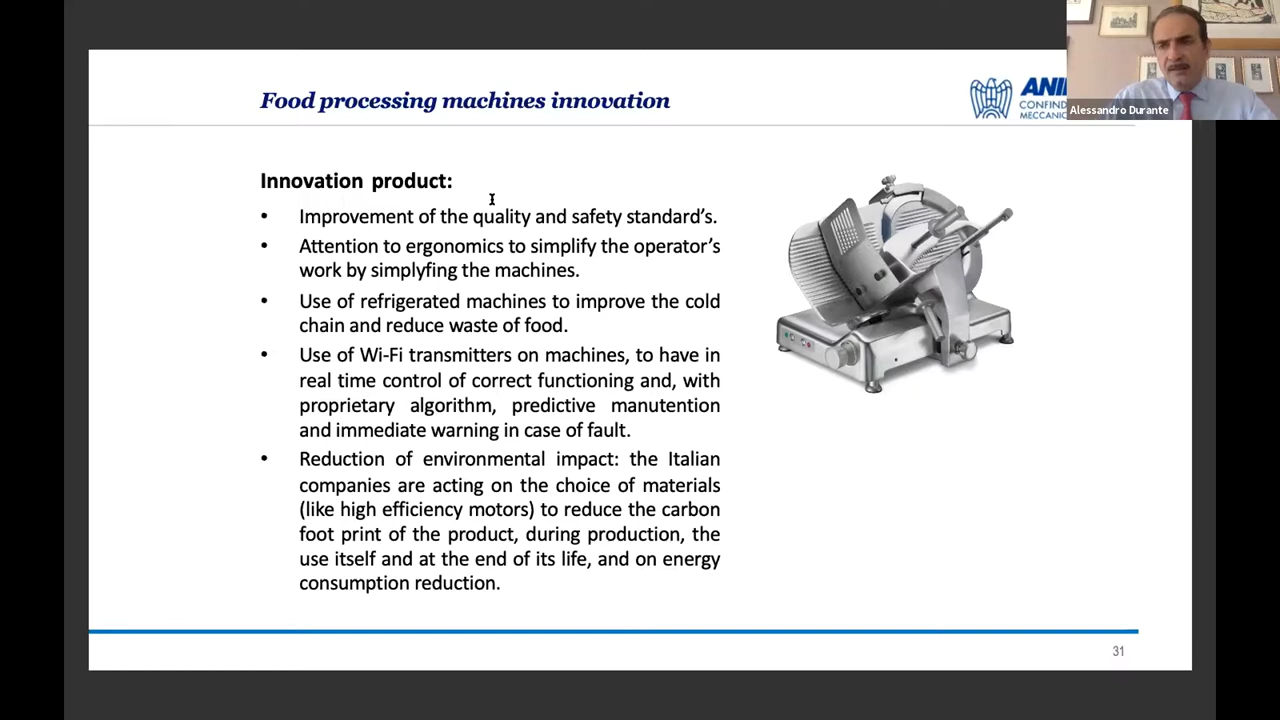 Food processing machines innovation
ANI
CONFIND
MECCANIC
Alessandro Durante
Innovation product:
• Improvement of the quality and safety standard's.
• Attention to ergonomics to simplify the operator's
work by simplyfing the machines.
• Use of refrigerated machines to improve the cold
chain and reduce waste of food.
• Use of Wi-Fi transmitters on machines, to have in
real time control of correct functioning and, with
proprietary algorithm, predictive manutention
and immediate warning in case of fault.
• Reduction of environmental impact: the Italian
companies are acting on the choice of materials
(like high efficiency motors) to reduce the carbon
foot print of the product, during production, the
use itself and at the end of its life, and on energy
consumption reduction.
31